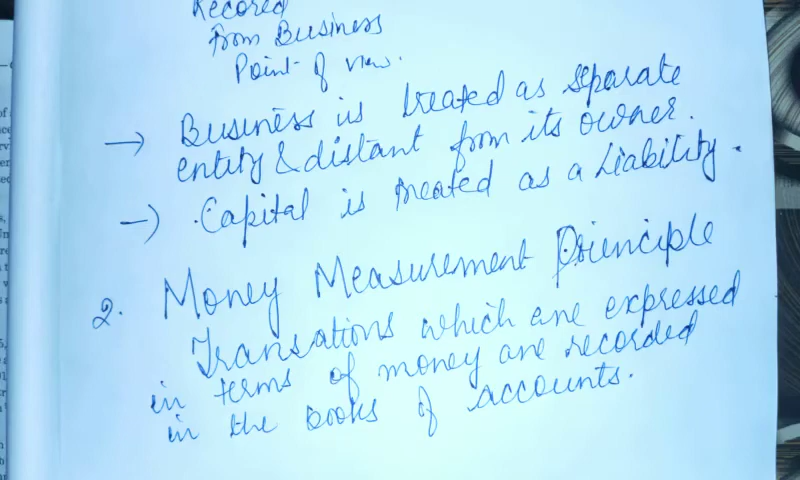 Recored
from Business
Point of view.
→ Business is treated as separate
entity & distant from its owner.
→ Capital is treated as a Liability.
2. Money Measurement Prienciple
Transations which are expressed
in terms of money are recorded
in the books of accounts.